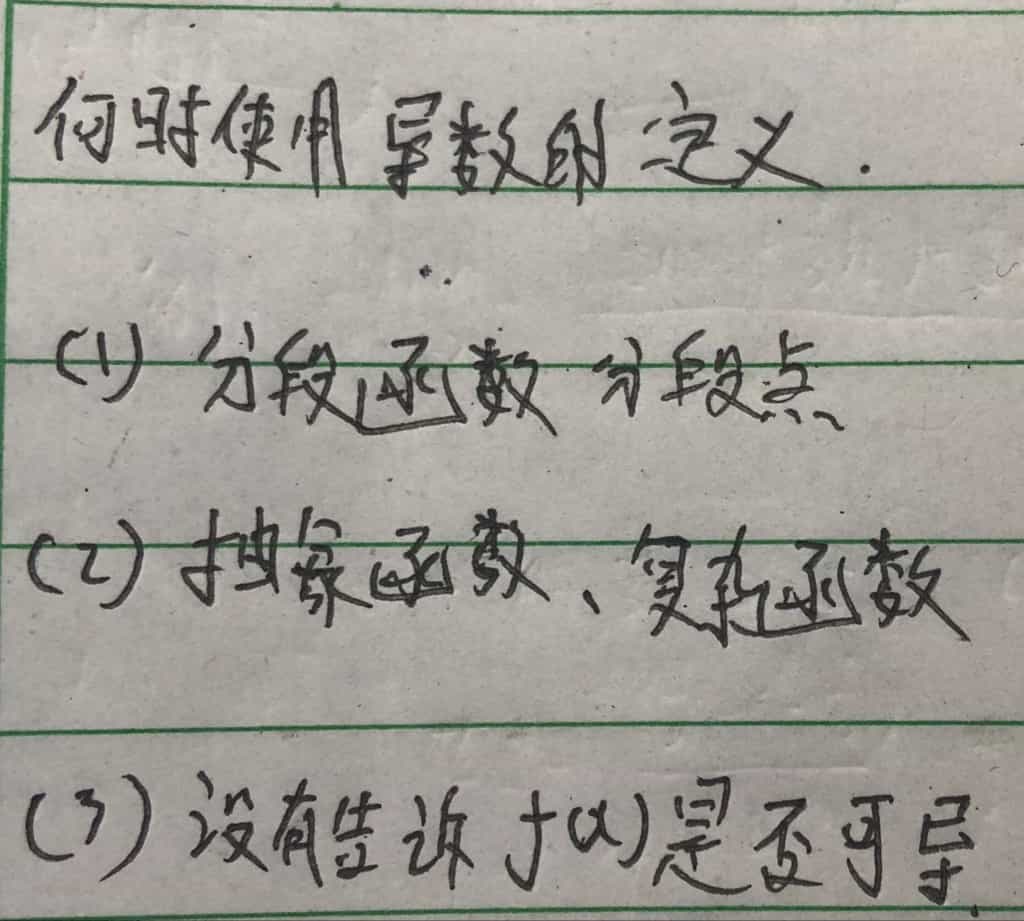 何时使用导数的定义.
(1) 分段函数 分段点
(2) 抽象函数、复杂函数
(3) 没有告诉 f(x) 是否可导